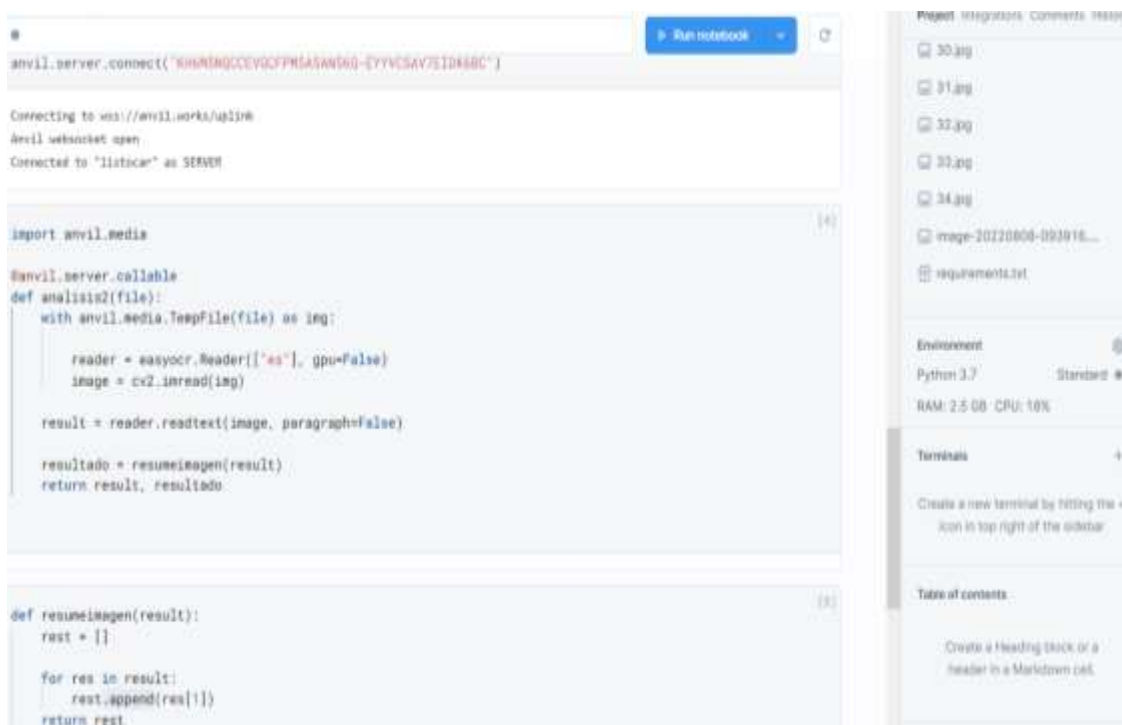 Run notebook
anvil.server.connect(
Connecting to wss://anvil.works/uplink
Anvil websocket open
Connected to "listocar" as SERVER
[4]
import anvil.media
@anvil.server.callable
def analisis2(file):
with anvil.media.TempFile(file) as img:
reader = easyocr.Reader(["es"], gpu=False)
image = cv2.imread(img)
result = reader.readtext(image, paragraph=False)
resultado = resumeimagen(result)
return result, resultado
def resumeimagen(result):
rest = []
for res in result:
rest.append(res[1])
return rest
Project Integrations Comments
30.jpg
31.jpg
32.jpg
33.jpg
34.jpg
requirements.txt
Environment
Python 3.7 Standard
RAM: 2.5 GB CPU: 18%
Terminals +
Create a new terminal by hitting the
icon in top right of the sidebar
Table of contents
Create a Heading block or a
header in a Markdown cell.